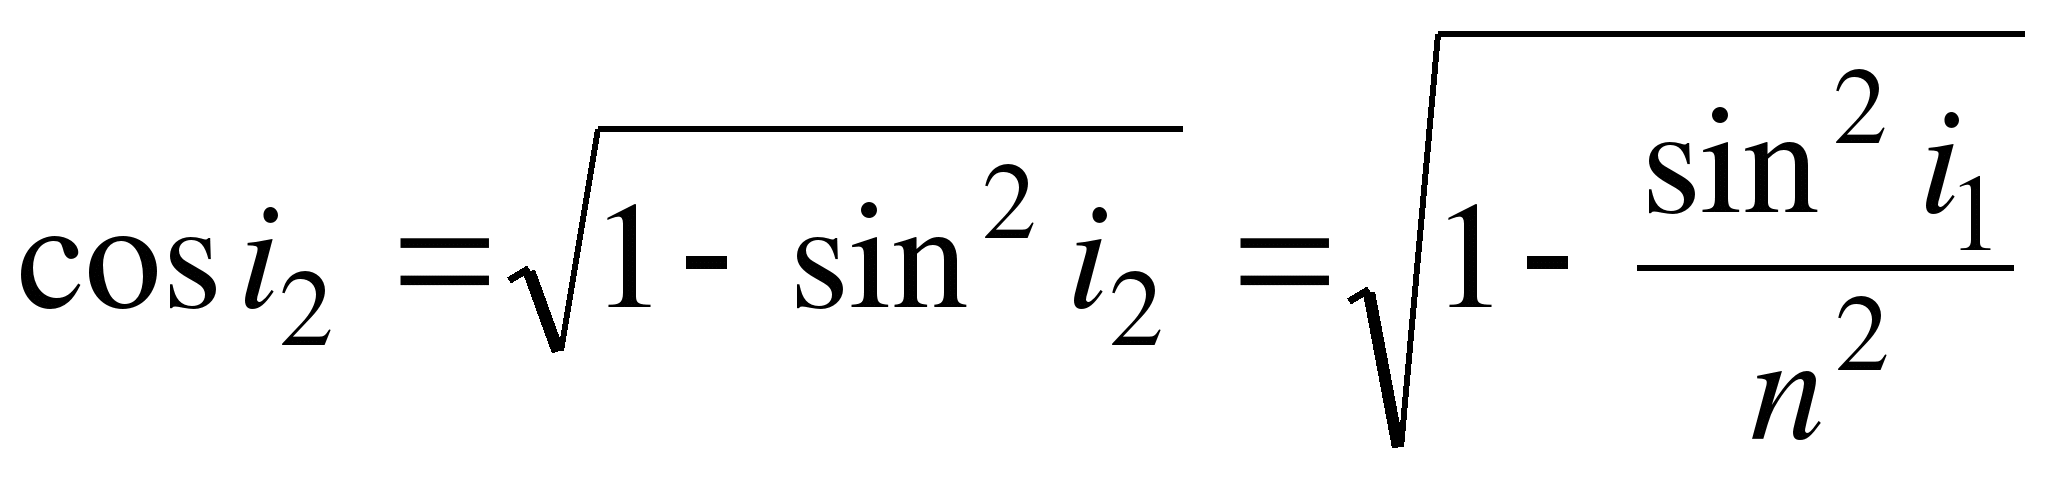 cos i₂ = √(1 - sin² i₂) = √(1 - sin² i₁ / n²)